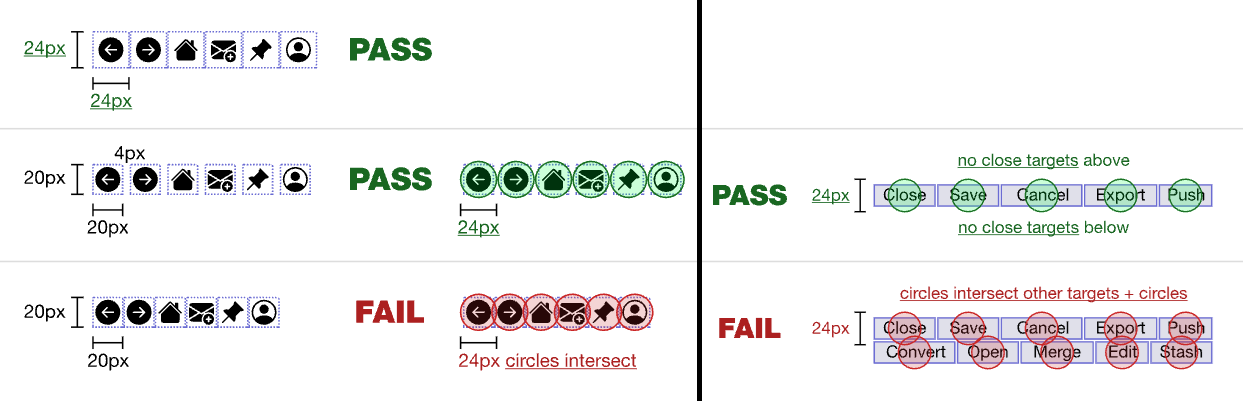 24px
PASS
24px
4px
20px
PASS
20px
24px
20px
FAIL
20px
24px circles intersect
no close targets above
PASS
24px
Close Save Cancel Export Push
no close targets below
circles intersect other targets + circles
FAIL
24px
Close Save Cancel Export Push
Convert Open Merge Edit Stash